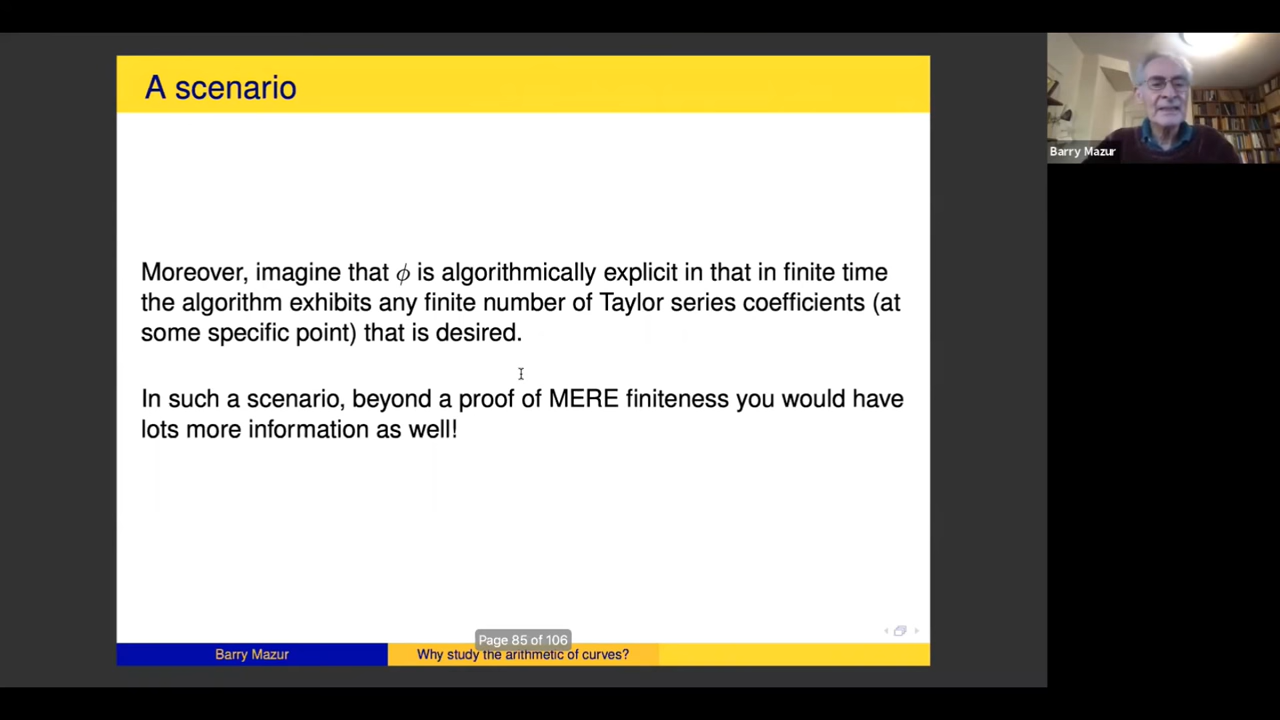 A scenario
Barry Mazur
Moreover, imagine that ϕ is algorithmically explicit in that in finite time
the algorithm exhibits any finite number of Taylor series coefficients (at
some specific point) that is desired.
In such a scenario, beyond a proof of MERE finiteness you would have
lots more information as well!
Page 85 of 106
Barry Mazur
Why study the arithmetic of curves?